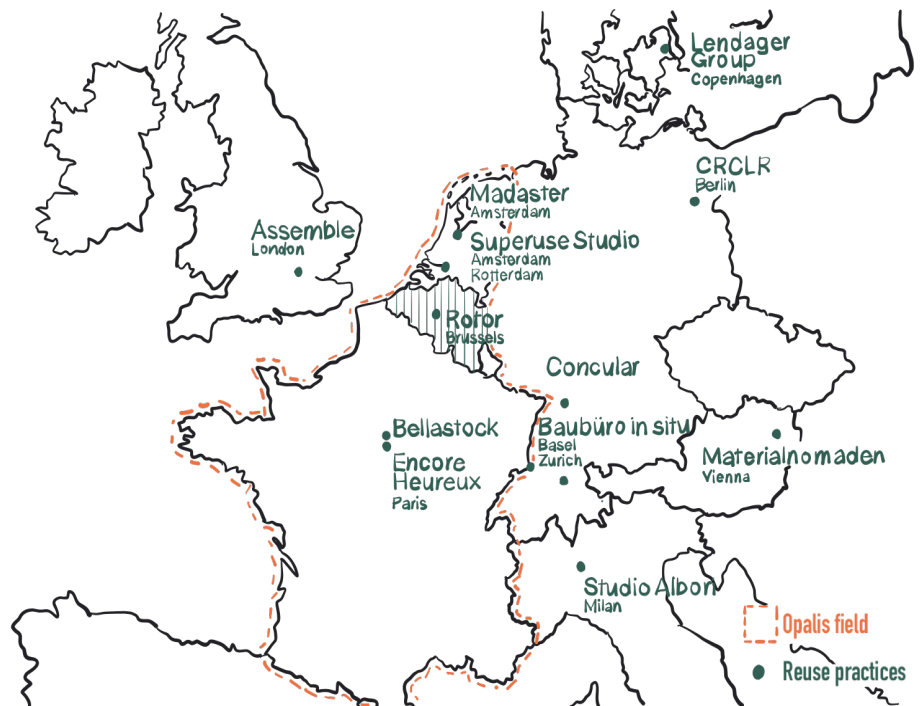 Lendager
Group
Copenhagen
CRCLR
Berlin
Madaster
Amsterdam
Assemble
London
Superuse Studio
Amsterdam
Rotterdam
Rotor
Brussels
Concular
Bellastock
Baubüro in situ
Basel
Zurich
Encore
Heureux
Paris
Materialnomaden
Vienna
Studio Albori
Milan
Opalis field
Reuse practices